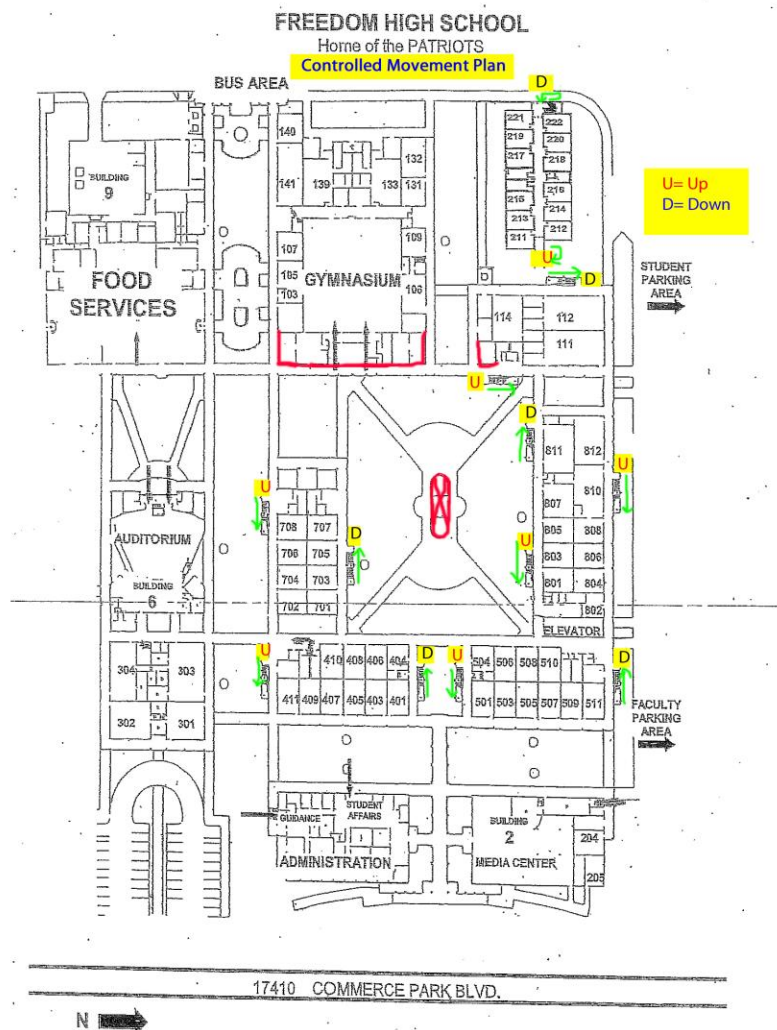 FREEDOM HIGH SCHOOL
Home of the PATRIOTS
Controlled Movement Plan
BUS AREA
D
U= Up
D= Down
140
221
222
219
220
217
218
132
141
139
133
131
BUILDING
9
215
216
213
214
211
212
107
109
U
D
FOOD
SERVICES
105
GYMNASIUM
103
106
STUDENT
PARKING
AREA
114
112
111
U
D
811
812
U
810
807
U
708
707
AUDITORIUM
D
U
805
808
706
705
803
806
704
703
801
804
BUILDING
6
702
701
802
ELEVATOR
U
D
U
D
304
303
410
408
406
404
504
506
508
510
411
409
407
405
403
401
501
503
505
507
509
511
302
301
FACULTY
PARKING
AREA
GUIDANCE
STUDENT
AFFAIRS
BUILDING
2
204
ADMINISTRATION
MEDIA CENTER
205
17410 COMMERCE PARK BLVD.
N